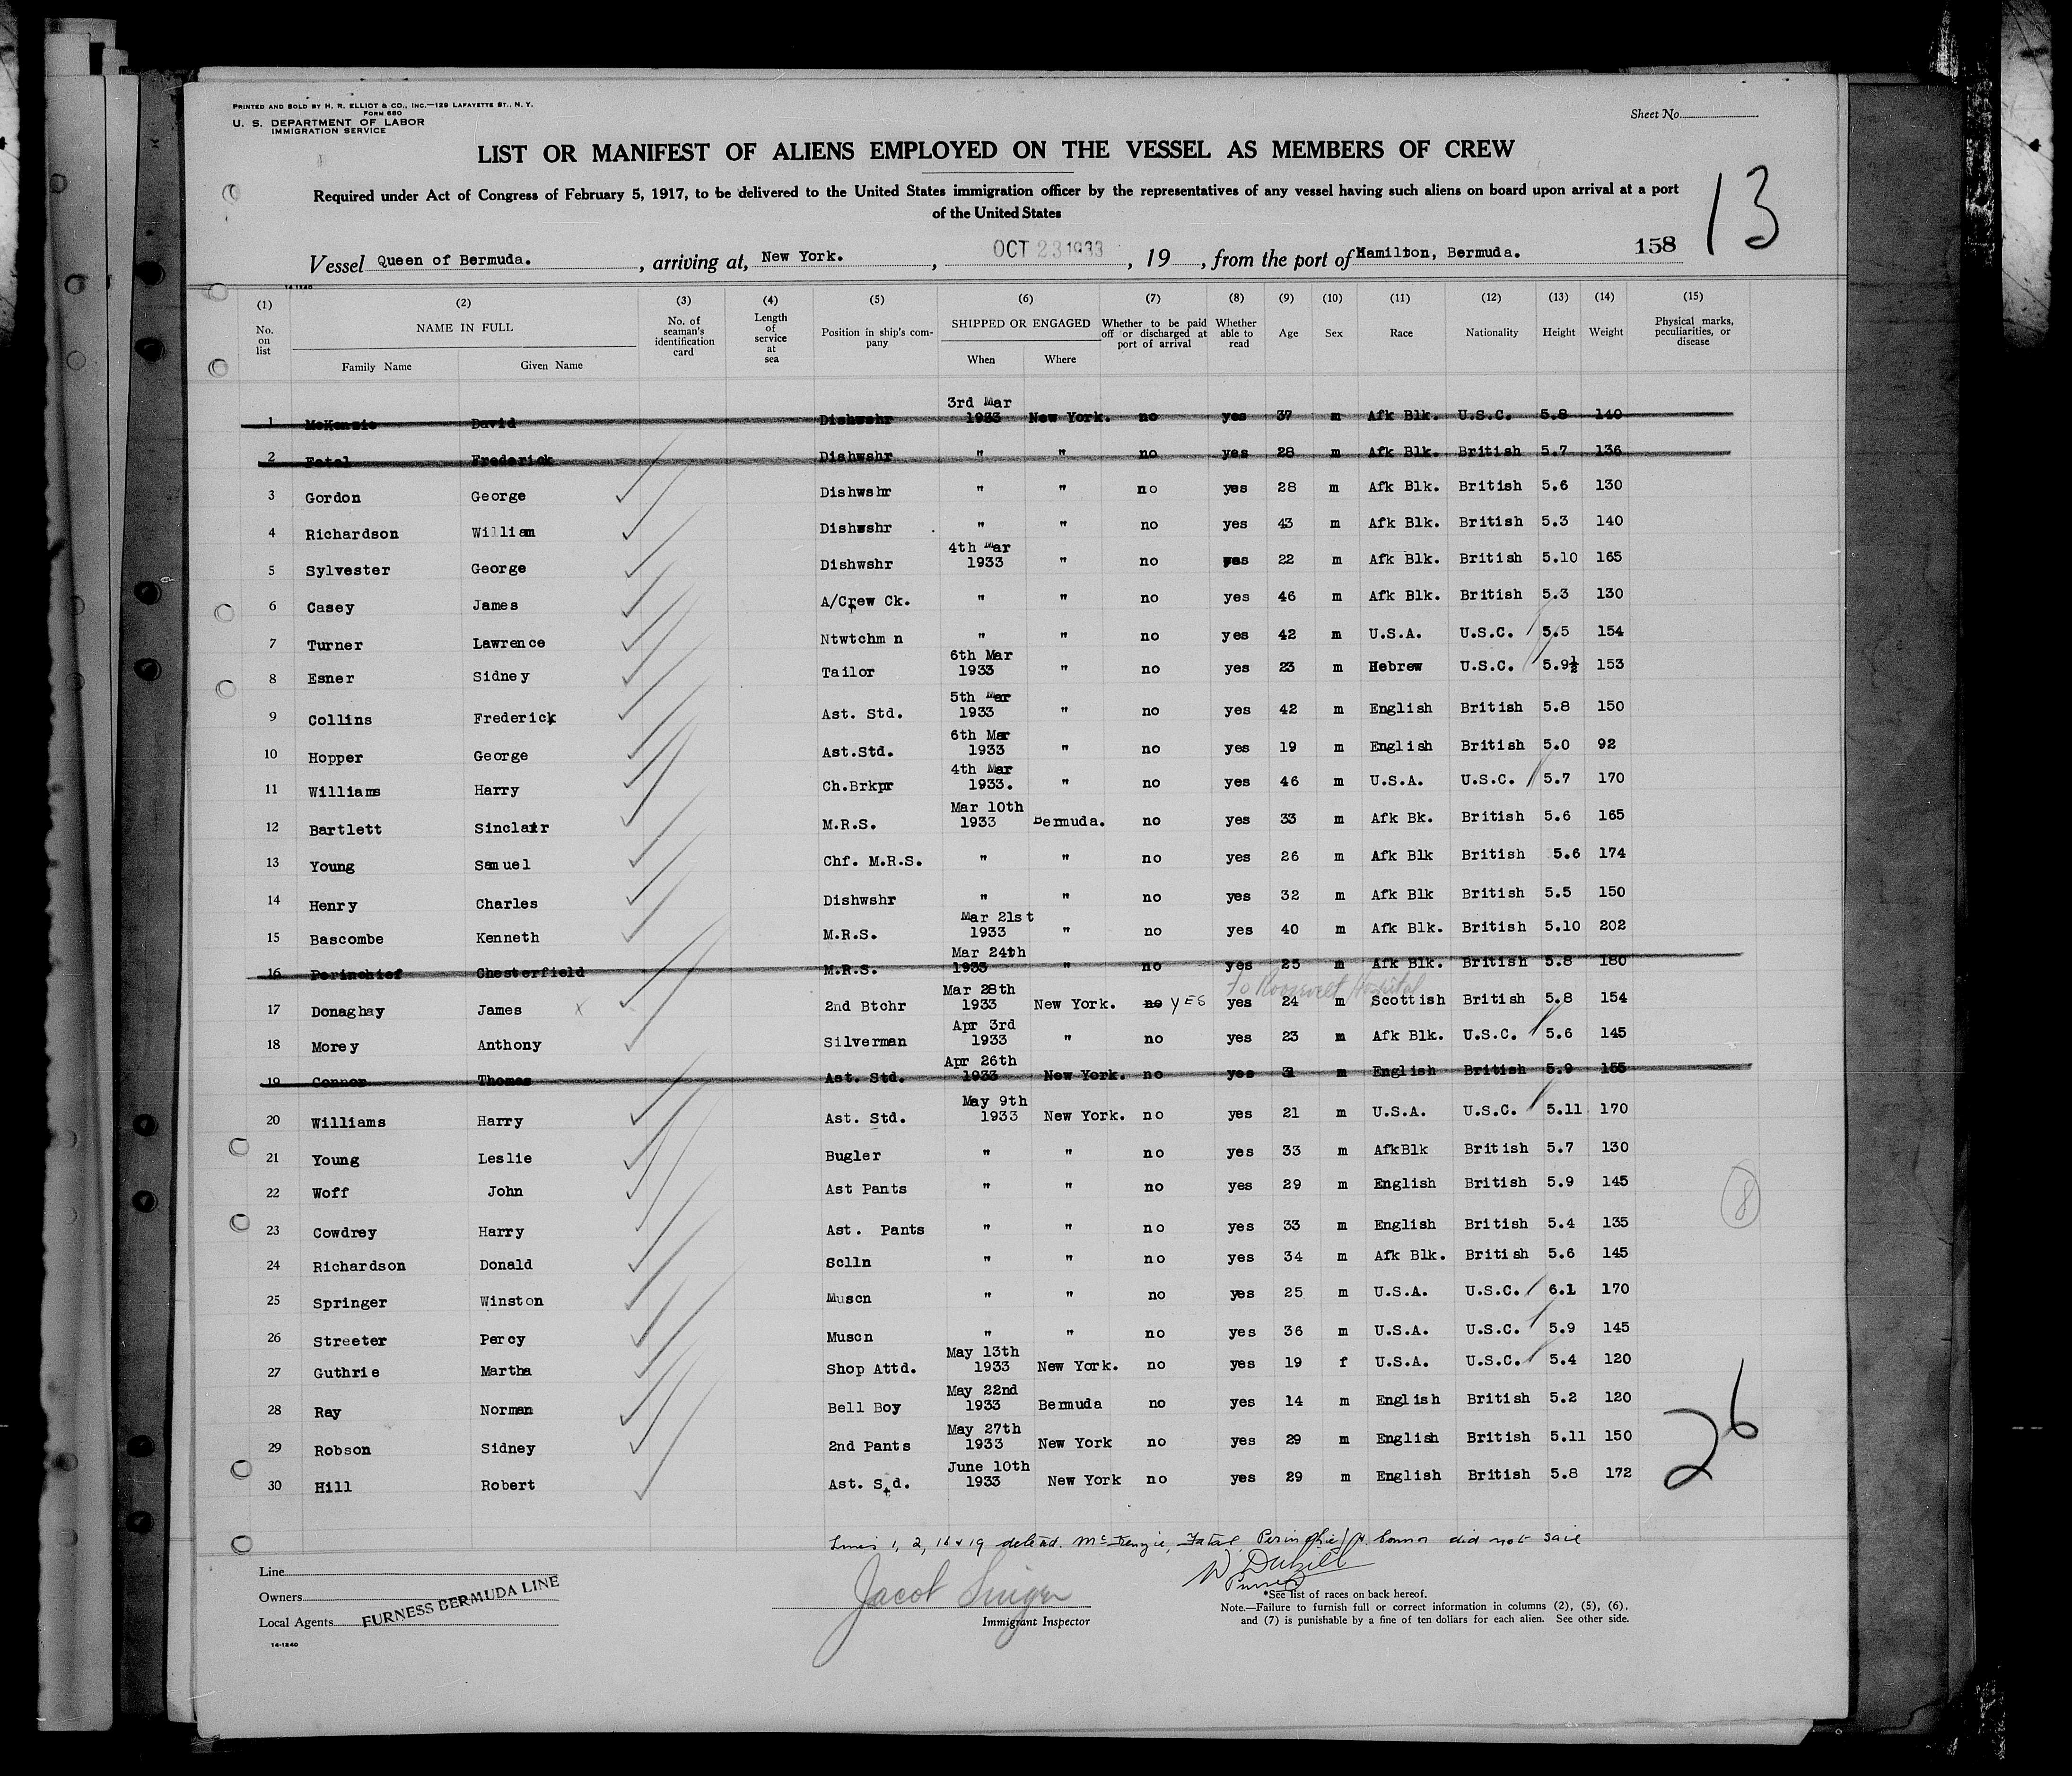 PRINTED AND SOLD BY H. R. ELLIOT & CO., INC.—129 LAFAYETTE ST., N. Y.
FORM 680
U. S. DEPARTMENT OF LABOR
IMMIGRATION SERVICE
Sheet No.
LIST OR MANIFEST OF ALIENS EMPLOYED ON THE VESSEL AS MEMBERS OF CREW
Required under Act of Congress of February 5, 1917, to be delivered to the United States immigration officer by the representatives of any vessel having such aliens on board upon arrival at a port
of the United States
13
Vessel Queen of Bermuda. , arriving at, New York. , OCT 23 1933 , 19 , from the port of Hamilton, Bermuda. 158
14-1240
(1) (2) (3) (4) (5) (6) (7) (8) (9) (10) (11) (12) (13) (14) (15)
No. on list NAME IN FULL Family Name Given Name No. of seaman's identification card Length of service at sea Position in ship's company SHIPPED OR ENGAGED When Where Whether to be paid off or discharged at port of arrival Whether able to read Age Sex Race Nationality Height Weight Physical marks, peculiarities, or disease
1 McKenzie David Dishwshr 3rd Mar 1933 New York. no yes 37 m Afk Blk. U.S.C. 5.8 140
2 Fatal Frederick Dishwshr " " no yes 28 m Afk Blk. British 5.7 136
3 Gordon George Dishwshr " " no yes 28 m Afk Blk. British 5.6 130
4 Richardson William Dishwshr " " no yes 43 m Afk Blk. British 5.3 140
5 Sylvester George Dishwshr 4th Mar 1933 " no yes 22 m Afk Blk. British 5.10 165
6 Casey James A/Crew Ck. " " no yes 46 m Afk Blk. British 5.3 130
7 Turner Lawrence Ntwtchm n " " no yes 42 m U.S.A. U.S.C. 5.5 154
8 Esner Sidney Tailor 6th Mar 1933 " no yes 23 m Hebrew U.S.C. 5.9½ 153
9 Collins Frederick Ast. Std. 5th Mar 1933 " no yes 42 m English British 5.8 150
10 Hopper George Ast.Std. 6th Mar 1933 " no yes 19 m English British 5.0 92
11 Williams Harry Ch.Brkpr 4th Mar 1933. " no yes 46 m U.S.A. U.S.C. 5.7 170
12 Bartlett Sinclair M.R.S. Mar 10th 1933 Bermuda. no yes 33 m Afk Bk. British 5.6 165
13 Young Samuel Chf. M.R.S. " " no yes 26 m Afk Blk British 5.6 174
14 Henry Charles Dishwshr " " no yes 32 m Afk Blk British 5.5 150
15 Bascombe Kenneth M.R.S. Mar 21st 1933 " no yes 40 m Afk Blk. British 5.10 202
16 Perinchief Chesterfield M.R.S. Mar 24th 1933 " no yes 25 m Afk Blk. British 5.8 180
To Roosevelt Hospital
17 Donaghay James x 2nd Btchr Mar 28th 1933 New York. no YES yes 24 m Scottish British 5.8 154
18 Morey Anthony Silverman Apr 3rd 1933 " no yes 23 m Afk Blk. U.S.C. 5.6 145
19 Connor Thomas Ast. Std. Apr 26th 1933 New York. no yes m English British 5.9 155
20 Williams Harry Ast. Std. May 9th 1933 New York. no yes 21 m U.S.A. U.S.C. 5.11 170
21 Young Leslie Bugler " " no yes 33 m AfkBlk British 5.7 130
22 Woff John Ast Pants " " no yes 29 m English British 5.9 145
23 Cowdrey Harry Ast. Pants " " no yes 33 m English British 5.4 135
8
24 Richardson Donald Sclln " " no yes 34 m Afk Blk. British 5.6 145
25 Springer Winston Muscn " " no yes 25 m U.S.A. U.S.C. 6.1 170
26 Streeter Percy Muscn " " no yes 36 m U.S.A. U.S.C. 5.9 145
27 Guthrie Martha Shop Attd. May 13th 1933 New York. no yes 19 f U.S.A. U.S.C. 5.4 120
28 Ray Norman Bell Boy May 22nd 1933 Bermuda no yes 14 m English British 5.2 120
29 Robson Sidney 2nd Pants May 27th 1933 New York no yes 29 m English British 5.11 150
26
30 Hill Robert Ast. Std. June 10th 1933 New York no yes 29 m English British 5.8 172
Lines 1, 2, 16 & 19 deleted. McKenzie, Fatal, Perinchief & Connor did not sail
Purser
Line
Owners
Local Agents FURNESS BERMUDA LINE
14-1240
Jacob Singer
Immigrant Inspector
*See list of races on back hereof.
Note.—Failure to furnish full or correct information in columns (2), (5), (6),
and (7) is punishable by a fine of ten dollars for each alien. See other side.